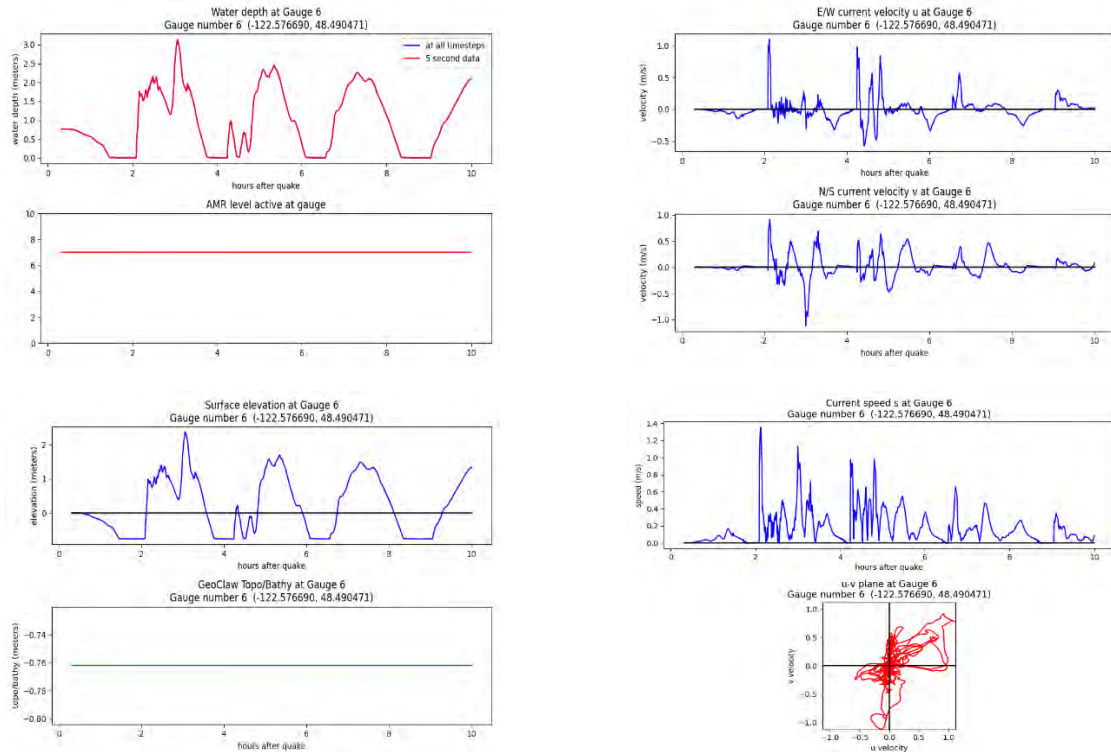 Water depth at Gauge 6
Gauge number 6 (-122.576690, 48.490471)
at all timesteps
5 second data
water depth (meters)
3.0
2.5
2.0
1.5
1.0
0.5
0.0
0 2 4 6 8 10
hours after quake
AMR level active at gauge
10
8
6
4
2
0
0 2 4 6 8 10
hours after quake
Surface elevation at Gauge 6
Gauge number 6 (-122.576690, 48.490471)
elevation (meters)
2
1
0
0 2 4 6 8 10
hours after quake
GeoClaw Topo/Bathy at Gauge 6
Gauge number 6 (-122.576690, 48.490471)
topo/bathy (meters)
−0.74
−0.76
−0.78
−0.80
0 2 4 6 8 10
hours after quake
E/W current velocity u at Gauge 6
Gauge number 6 (-122.576690, 48.490471)
velocity (m/s)
1.0
0.5
0.0
−0.5
0 2 4 6 8 10
hours after quake
N/S current velocity v at Gauge 6
Gauge number 6 (-122.576690, 48.490471)
velocity (m/s)
1.0
0.5
0.0
−0.5
−1.0
0 2 4 6 8 10
hours after quake
Current speed s at Gauge 6
Gauge number 6 (-122.576690, 48.490471)
speed (m/s)
1.4
1.2
1.0
0.8
0.6
0.4
0.2
0.0
0 2 4 6 8 10
hours after quake
u-v plane at Gauge 6
Gauge number 6 (-122.576690, 48.490471)
v velocity
1.0
0.5
0.0
−0.5
−1.0
−1.0 −0.5 0.0 0.5 1.0
u velocity